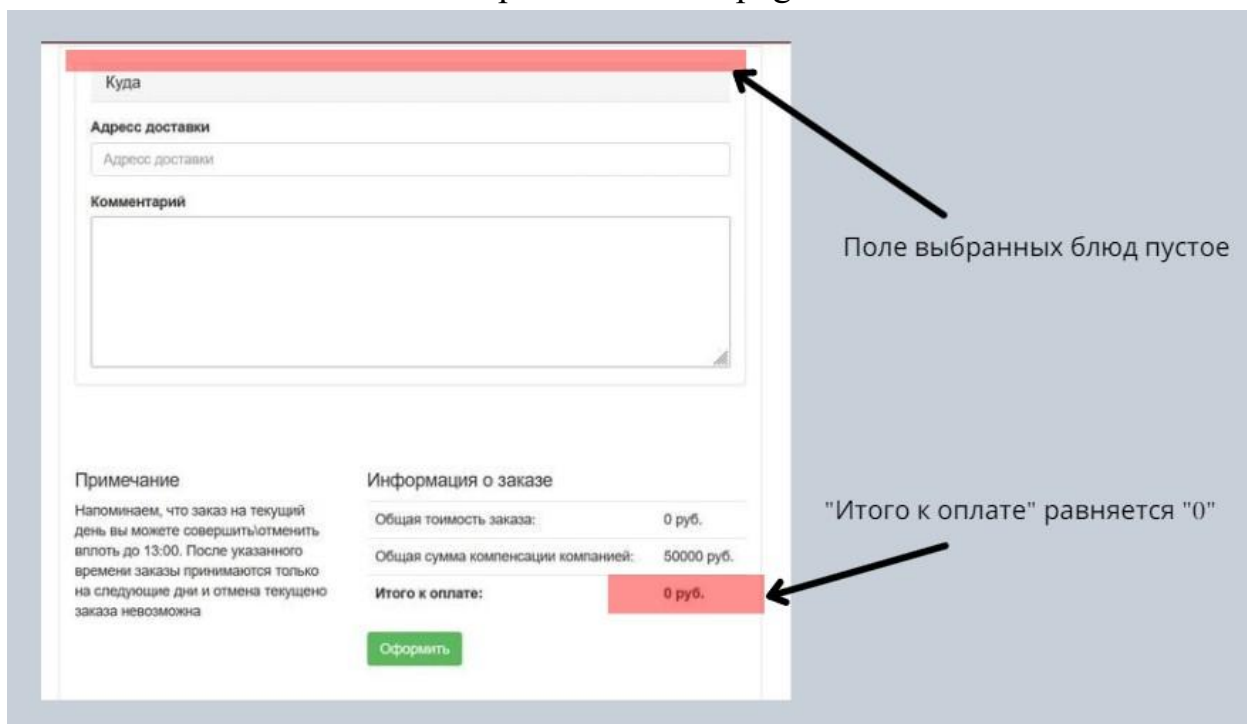 Куда
Адресс доставки
Адресс доставки
Комментарий
Поле выбранных блюд пустое
Примечание
Напоминаем, что заказ на текущий
день вы можете совершить\отменить
вплоть до 13:00. После указанного
времени заказы принимаются только
на следующие дни и отмена текущено
заказа невозможна
Информация о заказе
Общая тоимость заказа: 0 руб.
Общая сумма компенсации компанией: 50000 руб.
Итого к оплате: 0 руб.
Оформить
"Итого к оплате" равняется "0"